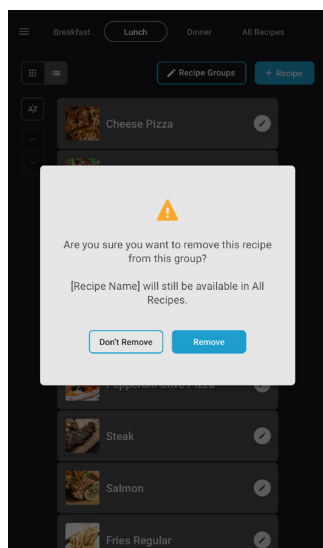 Breakfast
Lunch
Dinner
All Recipes
Recipe Groups
+ Recipe
AZ
Cheese Pizza
Are you sure you want to remove this recipe
from this group?
[Recipe Name] will still be available in All
Recipes.
Don't Remove
Remove
Pepperoni Olive Pizza
Steak
Salmon
Fries Regular